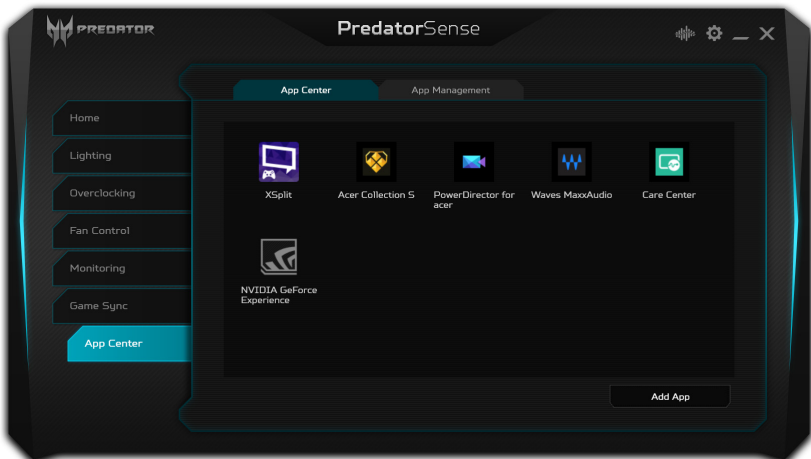 PREDATOR
PredatorSense
App Center
App Management
Home
Lighting
Overclocking
Fan Control
Monitoring
Game Sync
App Center
XSplit
Acer Collection S
PowerDirector for
acer
Waves MaxxAudio
Care Center
NVIDIA GeForce
Experience
Add App